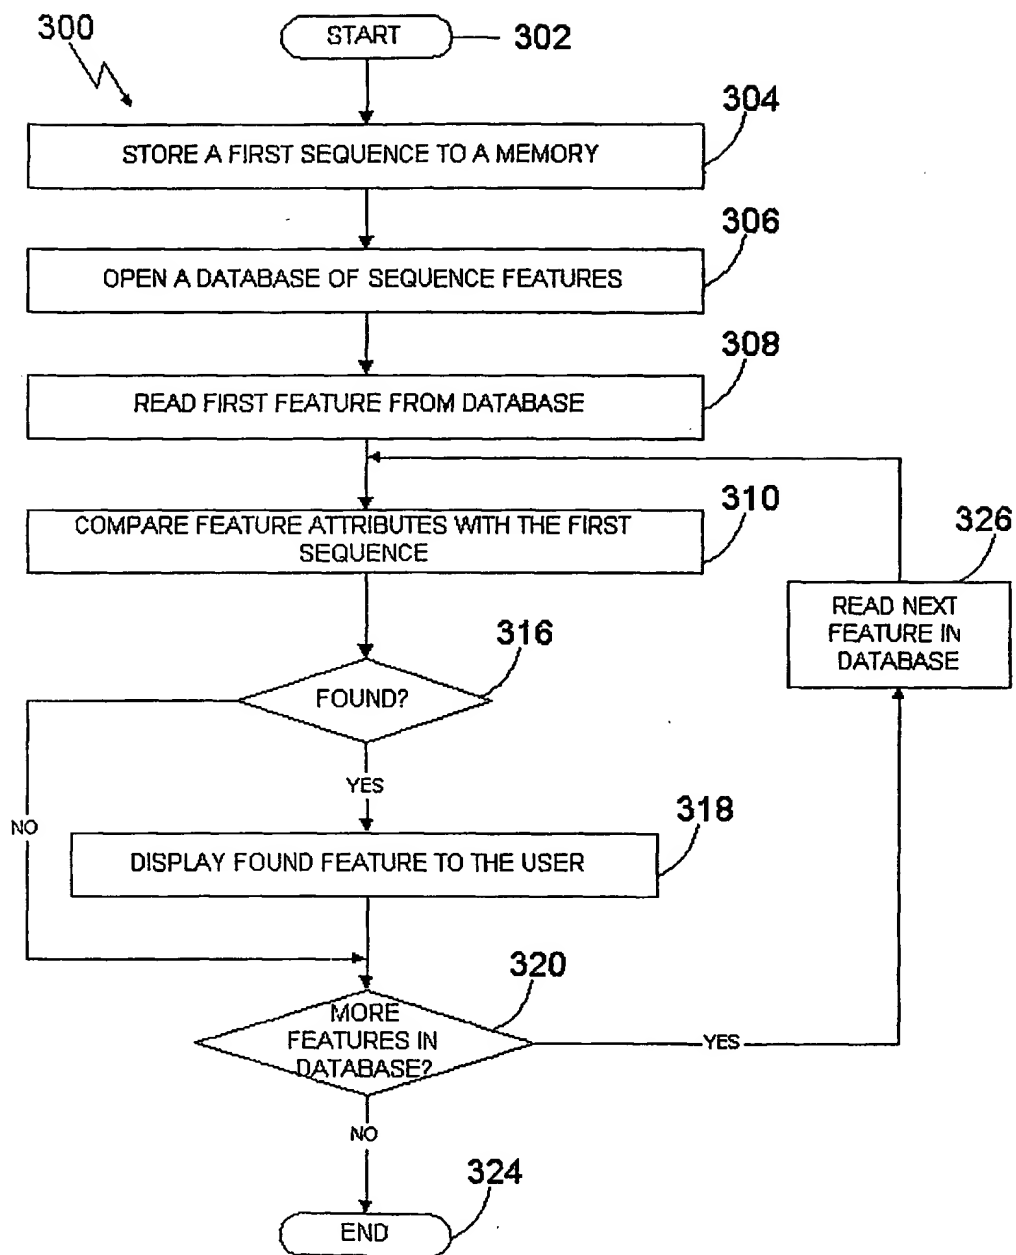 300
START
302
304
STORE A FIRST SEQUENCE TO A MEMORY
306
OPEN A DATABASE OF SEQUENCE FEATURES
308
READ FIRST FEATURE FROM DATABASE
310
COMPARE FEATURE ATTRIBUTES WITH THE FIRST
SEQUENCE
326
READ NEXT
FEATURE IN
DATABASE
316
FOUND?
YES
NO
318
DISPLAY FOUND FEATURE TO THE USER
320
MORE
FEATURES IN
DATABASE?
YES
NO
324
END